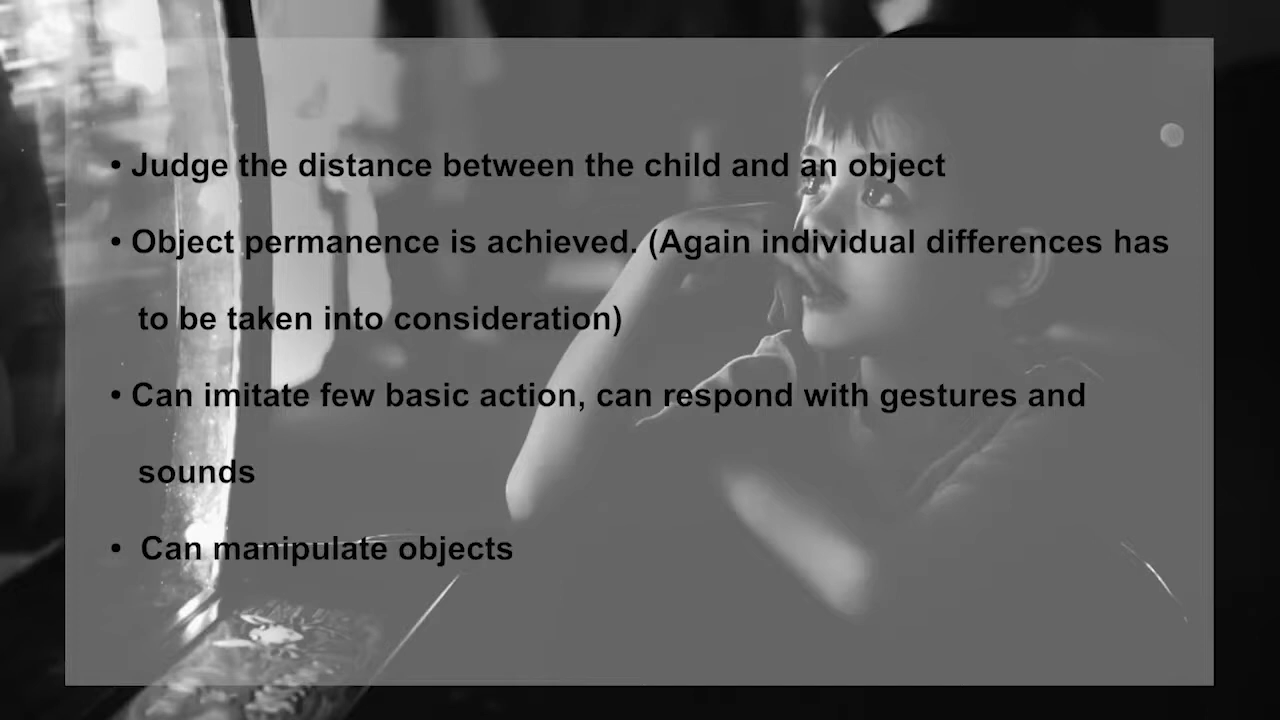 • Judge the distance between the child and an object
• Object permanence is achieved. (Again individual differences has
to be taken into consideration)
• Can imitate few basic action, can respond with gestures and
sounds
• Can manipulate objects